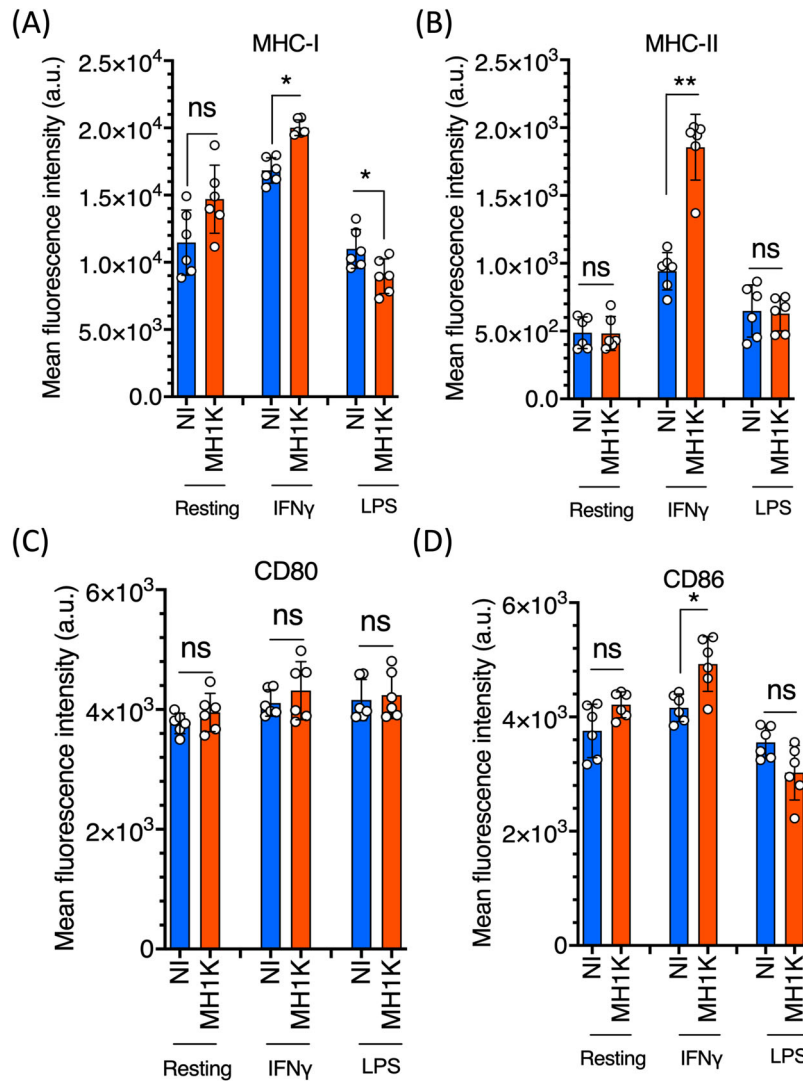 (A)
MHC-I
Mean fluorescence intensity (a.u.)
2.5×10⁴
2.0×10⁴
1.5×10⁴
1.0×10⁴
5.0×10³
0.0
ns
*
*
NI
MH1K
NI
MH1K
NI
MH1K
Resting
IFNγ
LPS
(B)
MHC-II
Mean fluorescence intensity (a.u.)
2.5×10³
2.0×10³
1.5×10³
1.0×10³
5.0×10²
0.0
ns
**
ns
NI
MH1K
NI
MH1K
NI
MH1K
Resting
IFNγ
LPS
(C)
CD80
Mean fluorescence intensity (a.u.)
6×10³
4×10³
2×10³
0
ns
ns
ns
NI
MH1K
NI
MH1K
NI
MH1K
Resting
IFNγ
LPS
(D)
CD86
Mean fluorescence intensity (a.u.)
6×10³
4×10³
2×10³
0
ns
*
ns
NI
MH1K
NI
MH1K
NI
MH1K
Resting
IFNγ
LPS